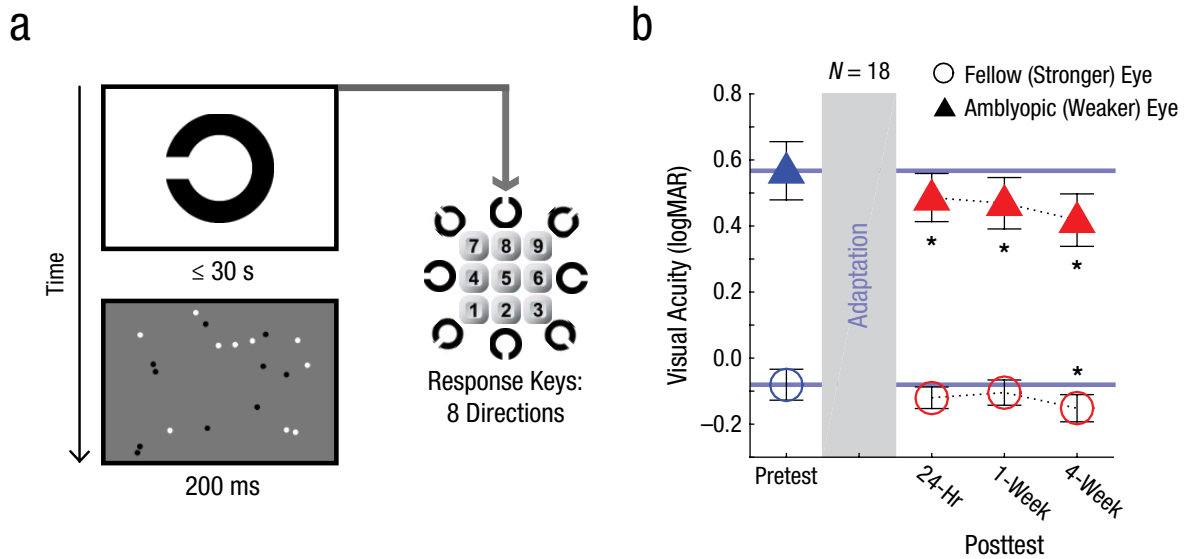 a
Time
≤ 30 s
200 ms
7 8 9
4 5 6
1 2 3
Response Keys:
8 Directions
b
N = 18
Fellow (Stronger) Eye
Amblyopic (Weaker) Eye
Visual Acuity (logMAR)
0.8
0.6
0.4
0.2
0.0
–0.2
Adaptation
*
*
*
*
Pretest
24-Hr
1-Week
4-Week
Posttest